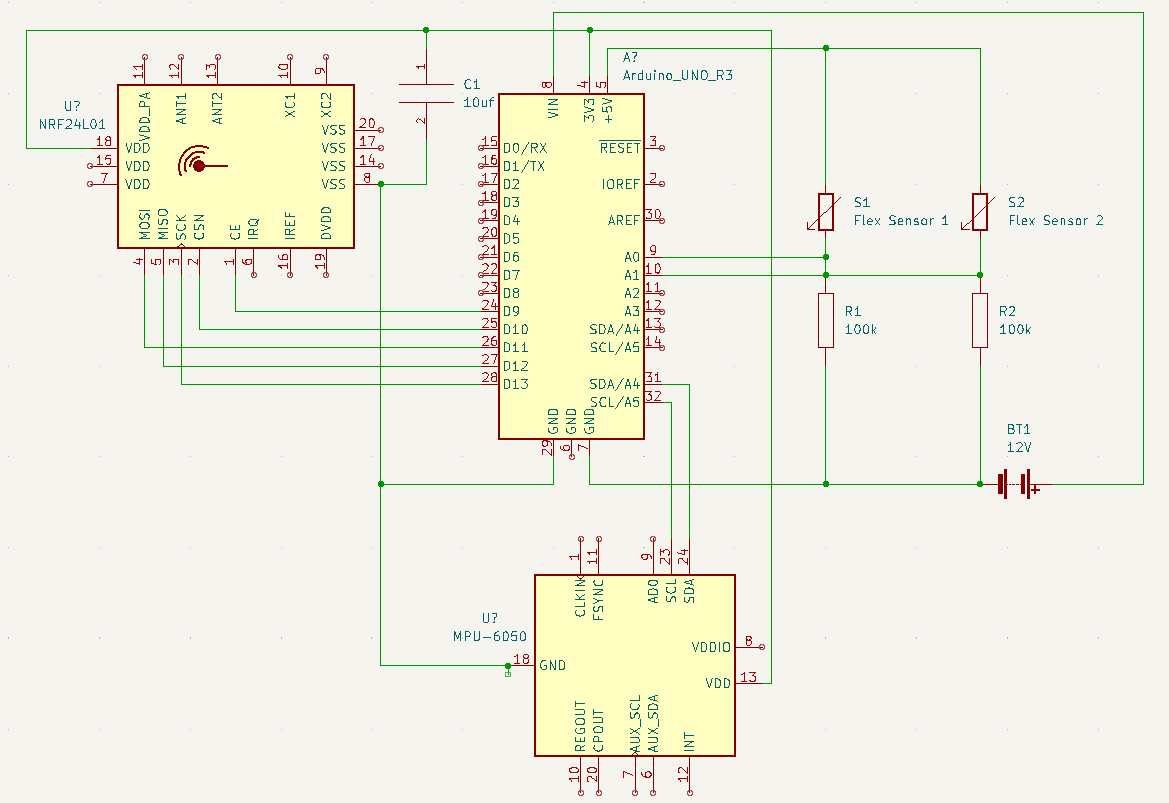 U?
NRF24L01
11
12
13
10
9
VDD_PA
ANT1
ANT2
XC1
XC2
18
VDD
15
VDD
7
VDD
VSS
20
VSS
17
VSS
14
VSS
8
MOSI
MISO
SCK
CSN
CE
IRQ
IREF
DVDD
4
5
3
2
1
6
16
19
1
C1
10uf
2
A?
Arduino_UNO_R3
8
4
5
VIN
3V3
+5V
15
D0/RX
16
D1/TX
17
D2
18
D3
19
D4
20
D5
21
D6
22
D7
23
D8
24
D9
25
D10
26
D11
27
D12
28
D13
RESET
3
IOREF
2
AREF
30
A0
9
A1
10
A2
11
A3
12
SDA/A4
13
SCL/A5
14
SDA/A4
31
SCL/A5
32
GND
GND
GND
29
6
7
S1
Flex Sensor 1
S2
Flex Sensor 2
R1
100k
R2
100k
BT1
12V
+
U?
MPU-6050
1
11
9
23
24
CLKIN
FSYNC
AD0
SCL
SDA
18
GND
VDDIO
8
VDD
13
REGOUT
CPOUT
AUX_SCL
AUX_SDA
INT
10
20
7
6
12